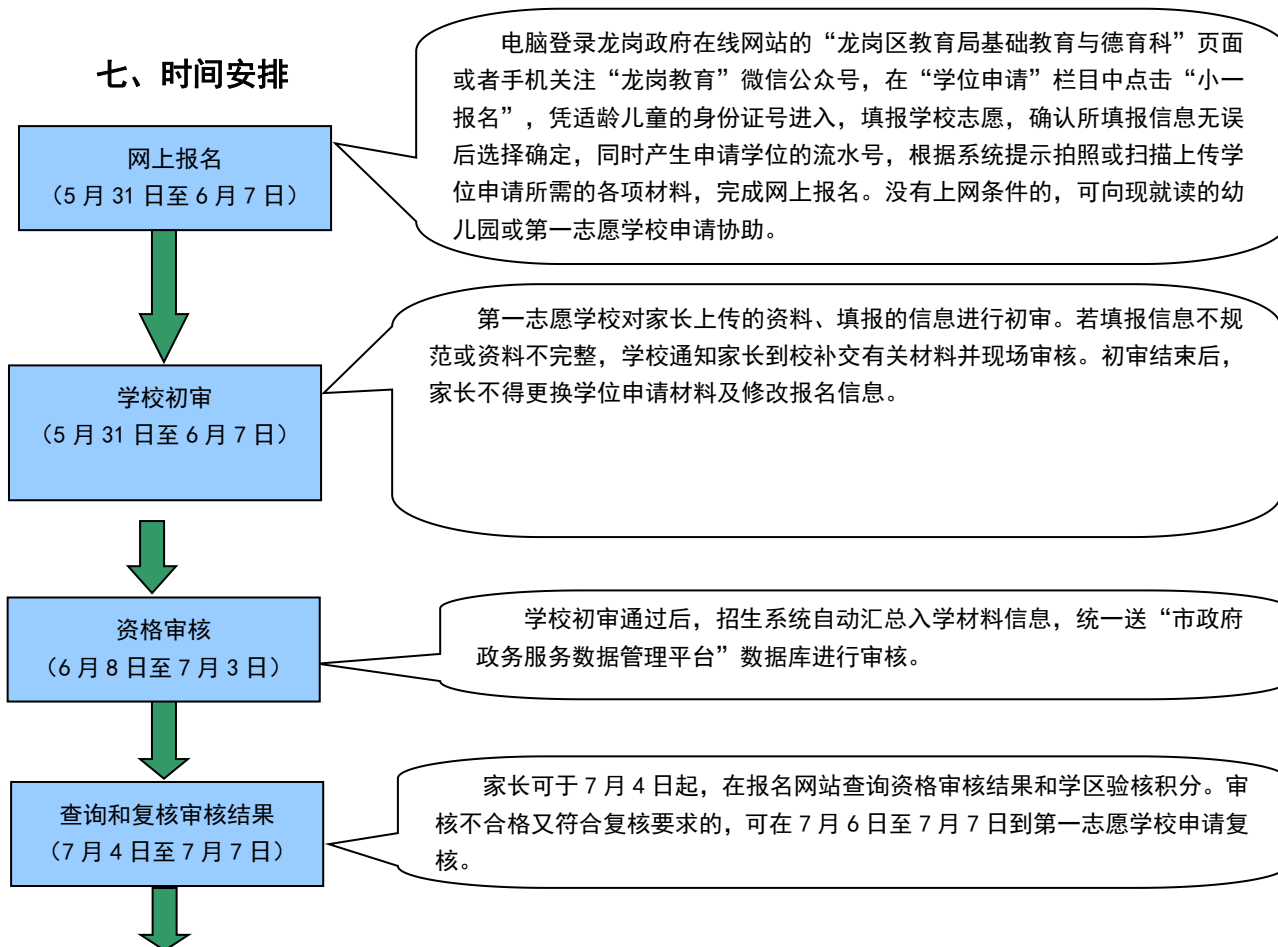 七、时间安排
电脑登录龙岗政府在线网站的“龙岗区教育局基础教育与德育科”页面
或者手机关注“龙岗教育”微信公众号，在“学位申请”栏目中点击“小一
报名”，凭适龄儿童的身份证号进入，填报学校志愿，确认所填报信息无误
后选择确定，同时产生申请学位的流水号，根据系统提示拍照或扫描上传学
位申请所需的各项材料，完成网上报名。没有上网条件的，可向现就读的幼
儿园或第一志愿学校申请协助。
网上报名
（5 月 31 日至 6 月 7 日）
第一志愿学校对家长上传的资料、填报的信息进行初审。若填报信息不规
范或资料不完整，学校通知家长到校补交有关材料并现场审核。初审结束后，
家长不得更换学位申请材料及修改报名信息。
学校初审
（5 月 31 日至 6 月 7 日）
学校初审通过后，招生系统自动汇总入学材料信息，统一送“市政府
政务服务数据管理平台”数据库进行审核。
资格审核
（6 月 8 日至 7 月 3 日）
家长可于 7 月 4 日起，在报名网站查询资格审核结果和学区验核积分。审
核不合格又符合复核要求的，可在 7 月 6 日至 7 月 7 日到第一志愿学校申请复
核。
查询和复核审核结果
（7 月 4 日至 7 月 7 日）